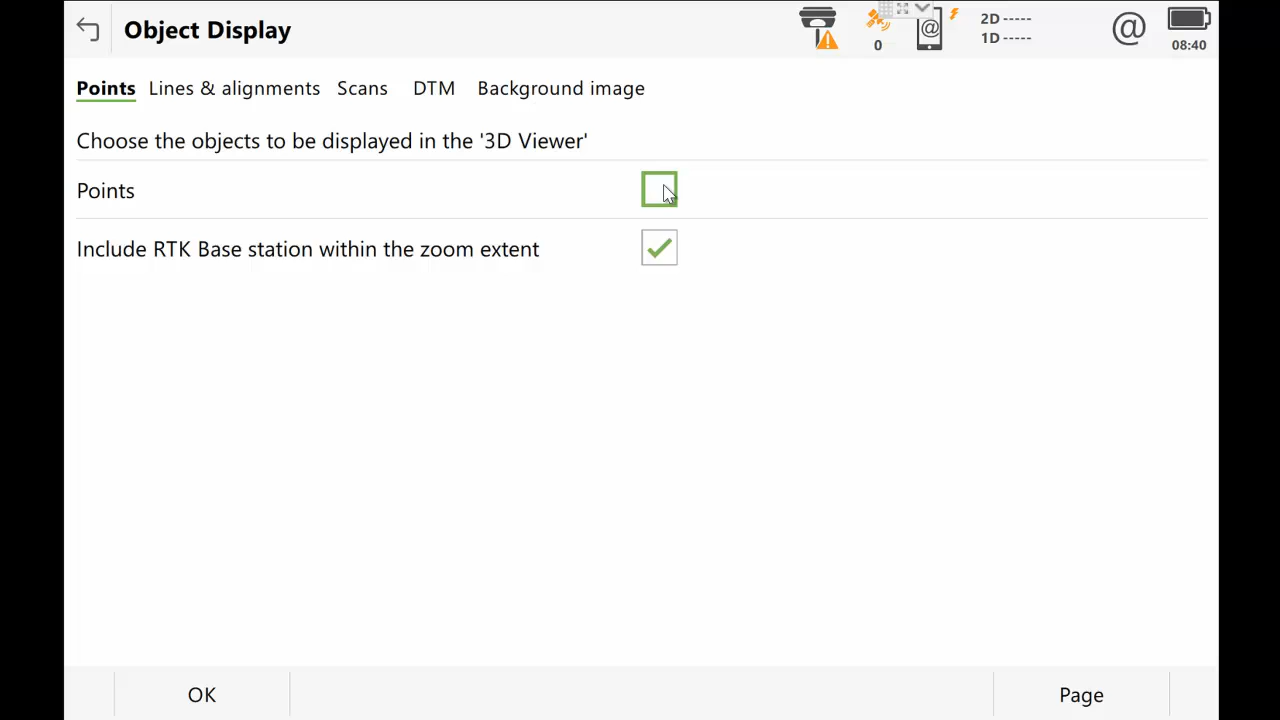 Object Display
0
@
2D -----
1D -----
@
08:40
Points Lines & alignments Scans DTM Background image
Choose the objects to be displayed in the '3D Viewer'
Points
Include RTK Base station within the zoom extent
OK Page